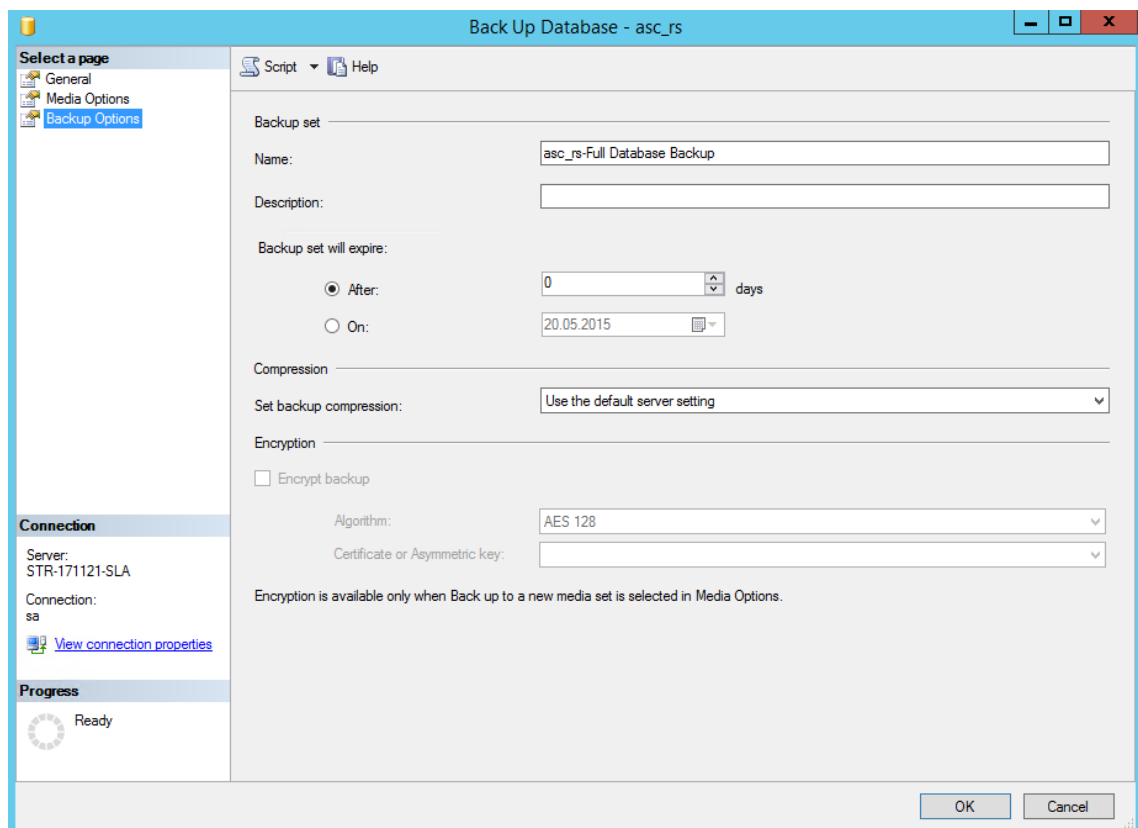 Back Up Database - asc_rs
Select a page
General
Media Options
Backup Options
Script Help
Backup set
Name: asc_rs-Full Database Backup
Description:
Backup set will expire:
After: 0 days
On: 20.05.2015
Compression
Set backup compression: Use the default server setting
Encryption
Encrypt backup
Algorithm: AES 128
Certificate or Asymmetric key:
Encryption is available only when Back up to a new media set is selected in Media Options.
Connection
Server:
STR-171121-SLA
Connection:
sa
View connection properties
Progress
Ready
OK Cancel